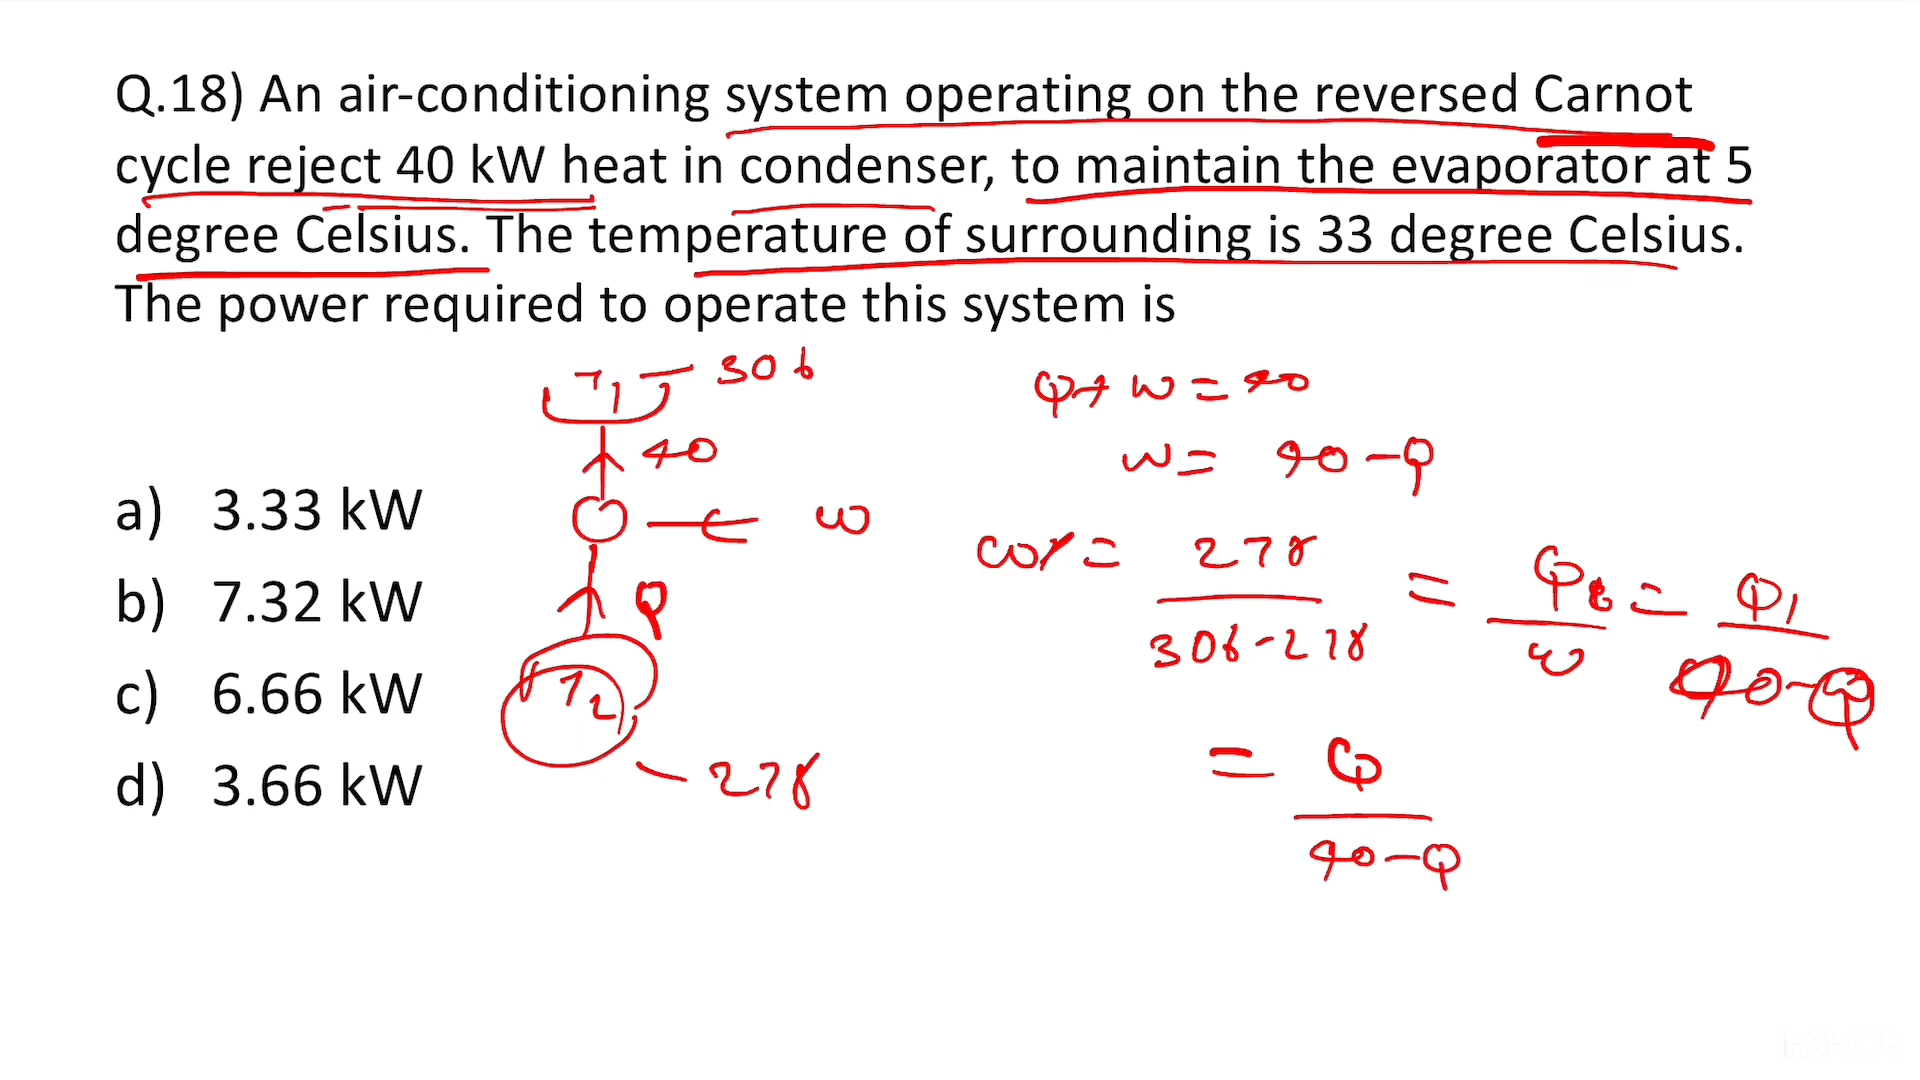 Q.18) An air-conditioning system operating on the reversed Carnot
cycle reject 40 kW heat in condenser, to maintain the evaporator at 5
degree Celsius. The temperature of surrounding is 33 degree Celsius.
The power required to operate this system is
a) 3.33 kW
b) 7.32 kW
c) 6.66 kW
d) 3.66 kW
T1 306
40
W
Q
T2
278
Q+W=40
W= 40-Q
COP= 278 / 306-278 = QE / W = Q1 / 40-Q
= Q / 40-Q